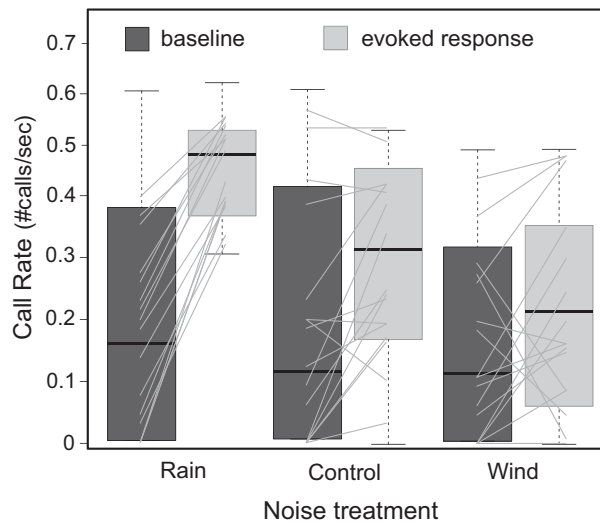 baseline
evoked response
Call Rate (#calls/sec)
0.7
0.6
0.5
0.4
0.3
0.2
0.1
0
Rain
Control
Wind
Noise treatment